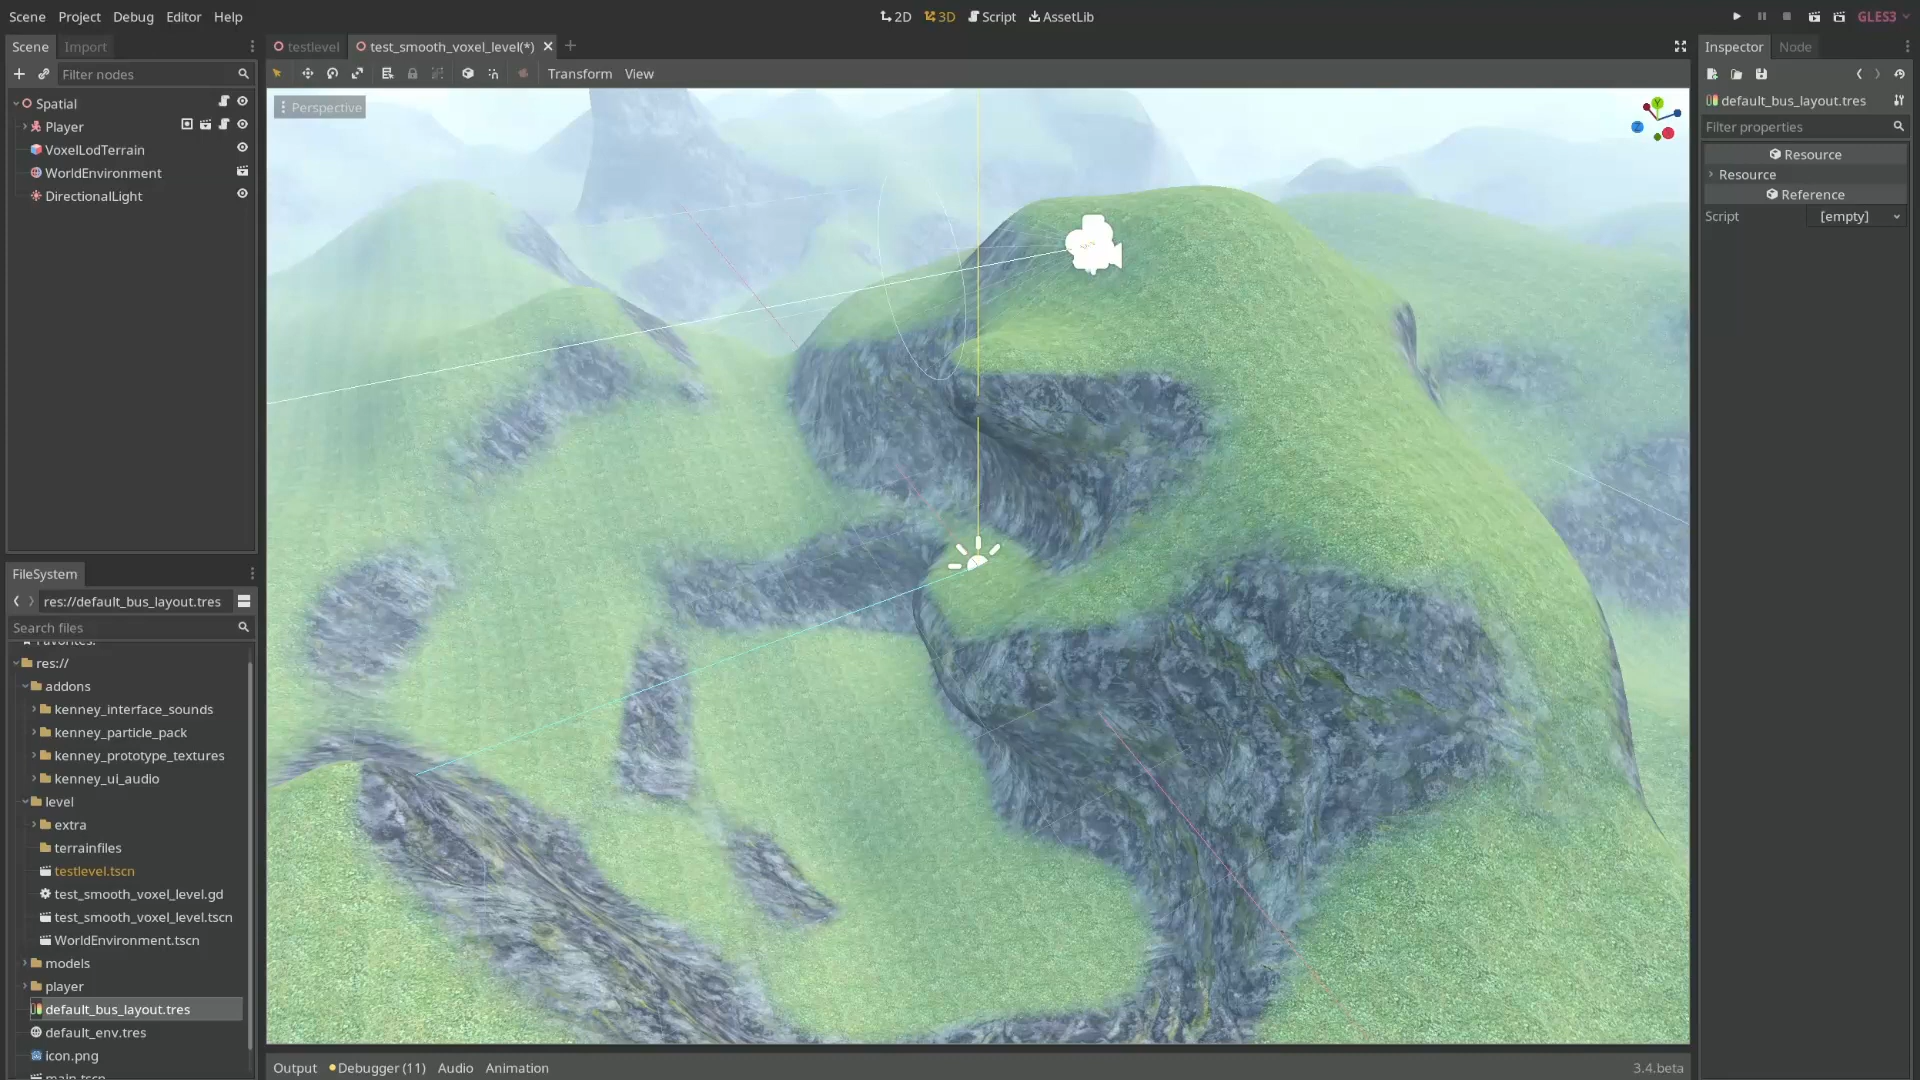 Scene Project Debug Editor Help
2D 3D Script AssetLib
GLES3
Scene Import
testlevel test_smooth_voxel_level(*)
Inspector Node
Filter nodes
Transform View
Spatial
Player
VoxelLodTerrain
WorldEnvironment
DirectionalLight
Perspective
Y
Z
default_bus_layout.tres
Filter properties
Resource
Resource
Reference
Script [empty]
FileSystem
res://default_bus_layout.tres
Search files
Favorites:
res://
addons
kenney_interface_sounds
kenney_particle_pack
kenney_prototype_textures
kenney_ui_audio
level
extra
terrainfiles
testlevel.tscn
test_smooth_voxel_level.gd
test_smooth_voxel_level.tscn
WorldEnvironment.tscn
models
player
default_bus_layout.tres
default_env.tres
icon.png
main.tscn
Output Debugger (11) Audio Animation
3.4.beta